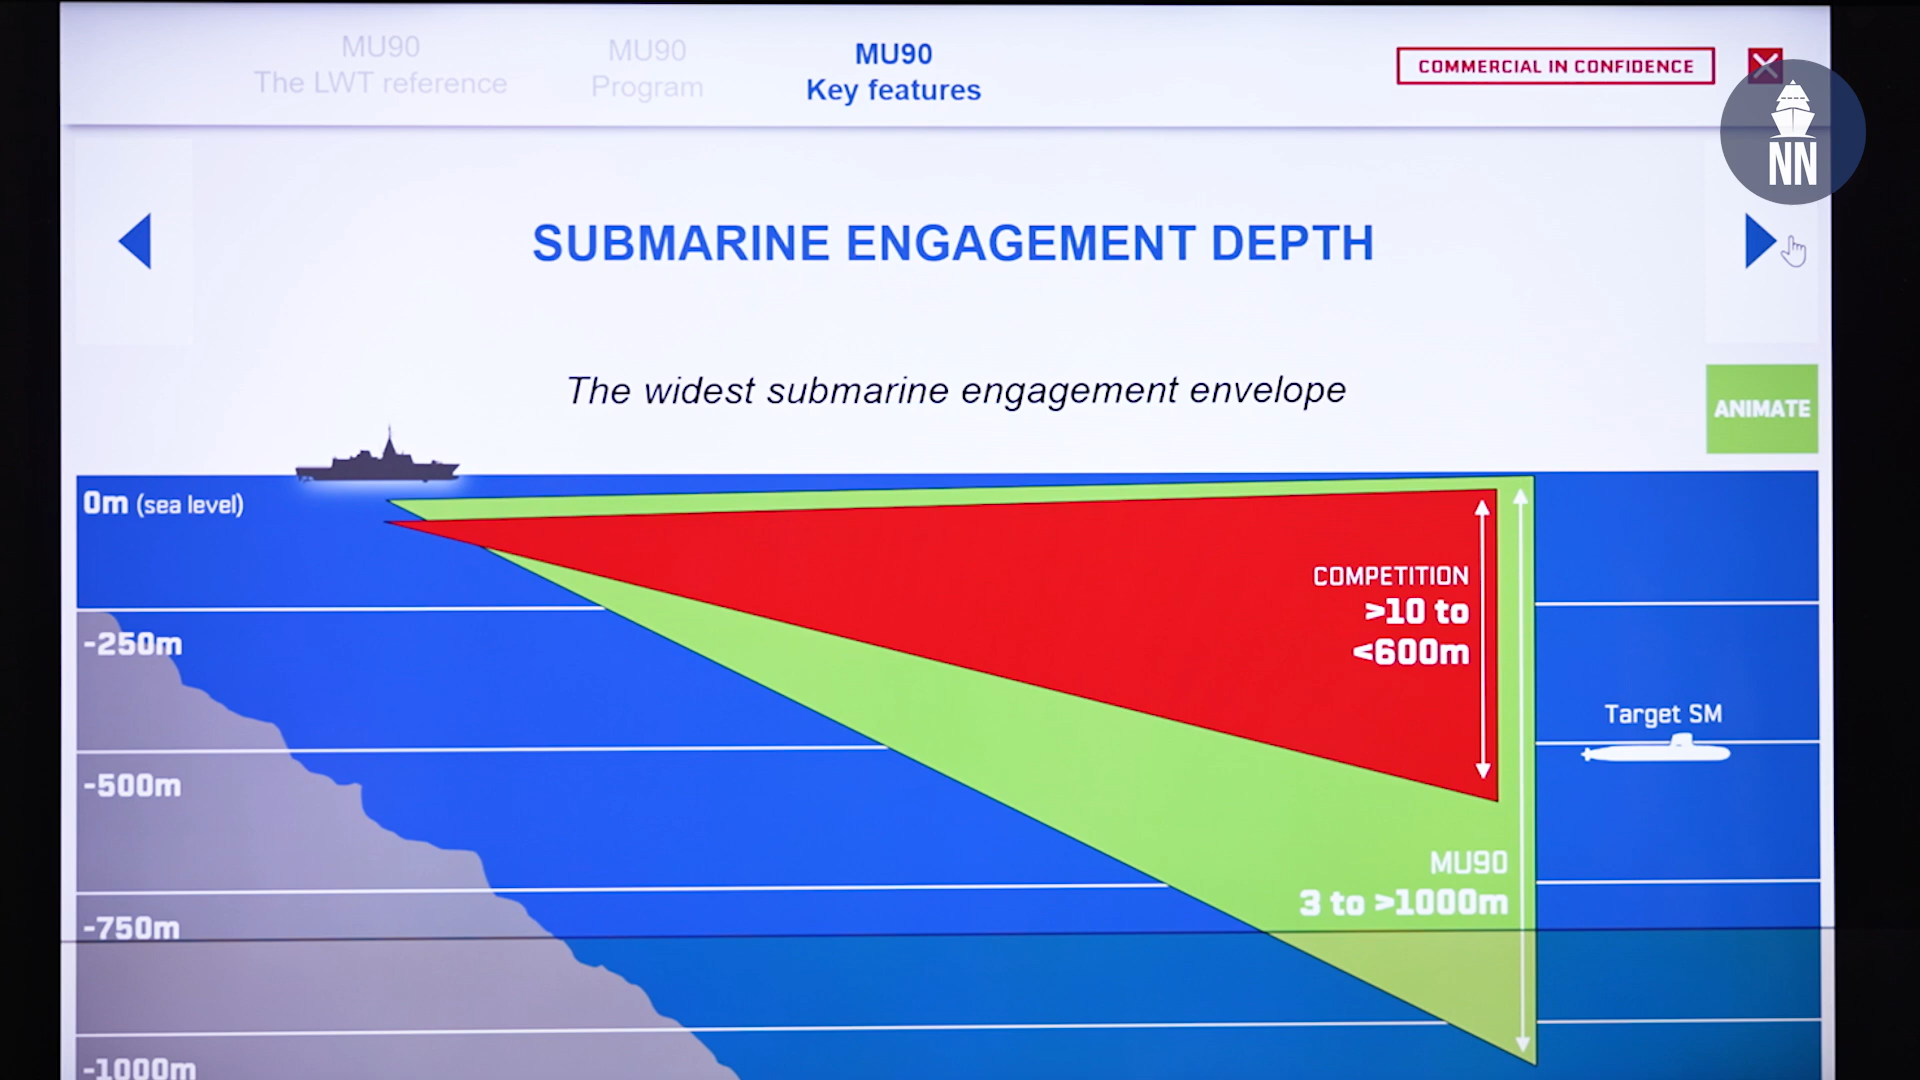 MU90
The LWT reference
MU90
Program
MU90
Key features
COMMERCIAL IN CONFIDENCE
NN
SUBMARINE ENGAGEMENT DEPTH
The widest submarine engagement envelope
ANIMATE
0m (sea level)
COMPETITION
>10 to
<600m
-250m
Target SM
-500m
MU90
3 to >1000m
-750m
-1000m